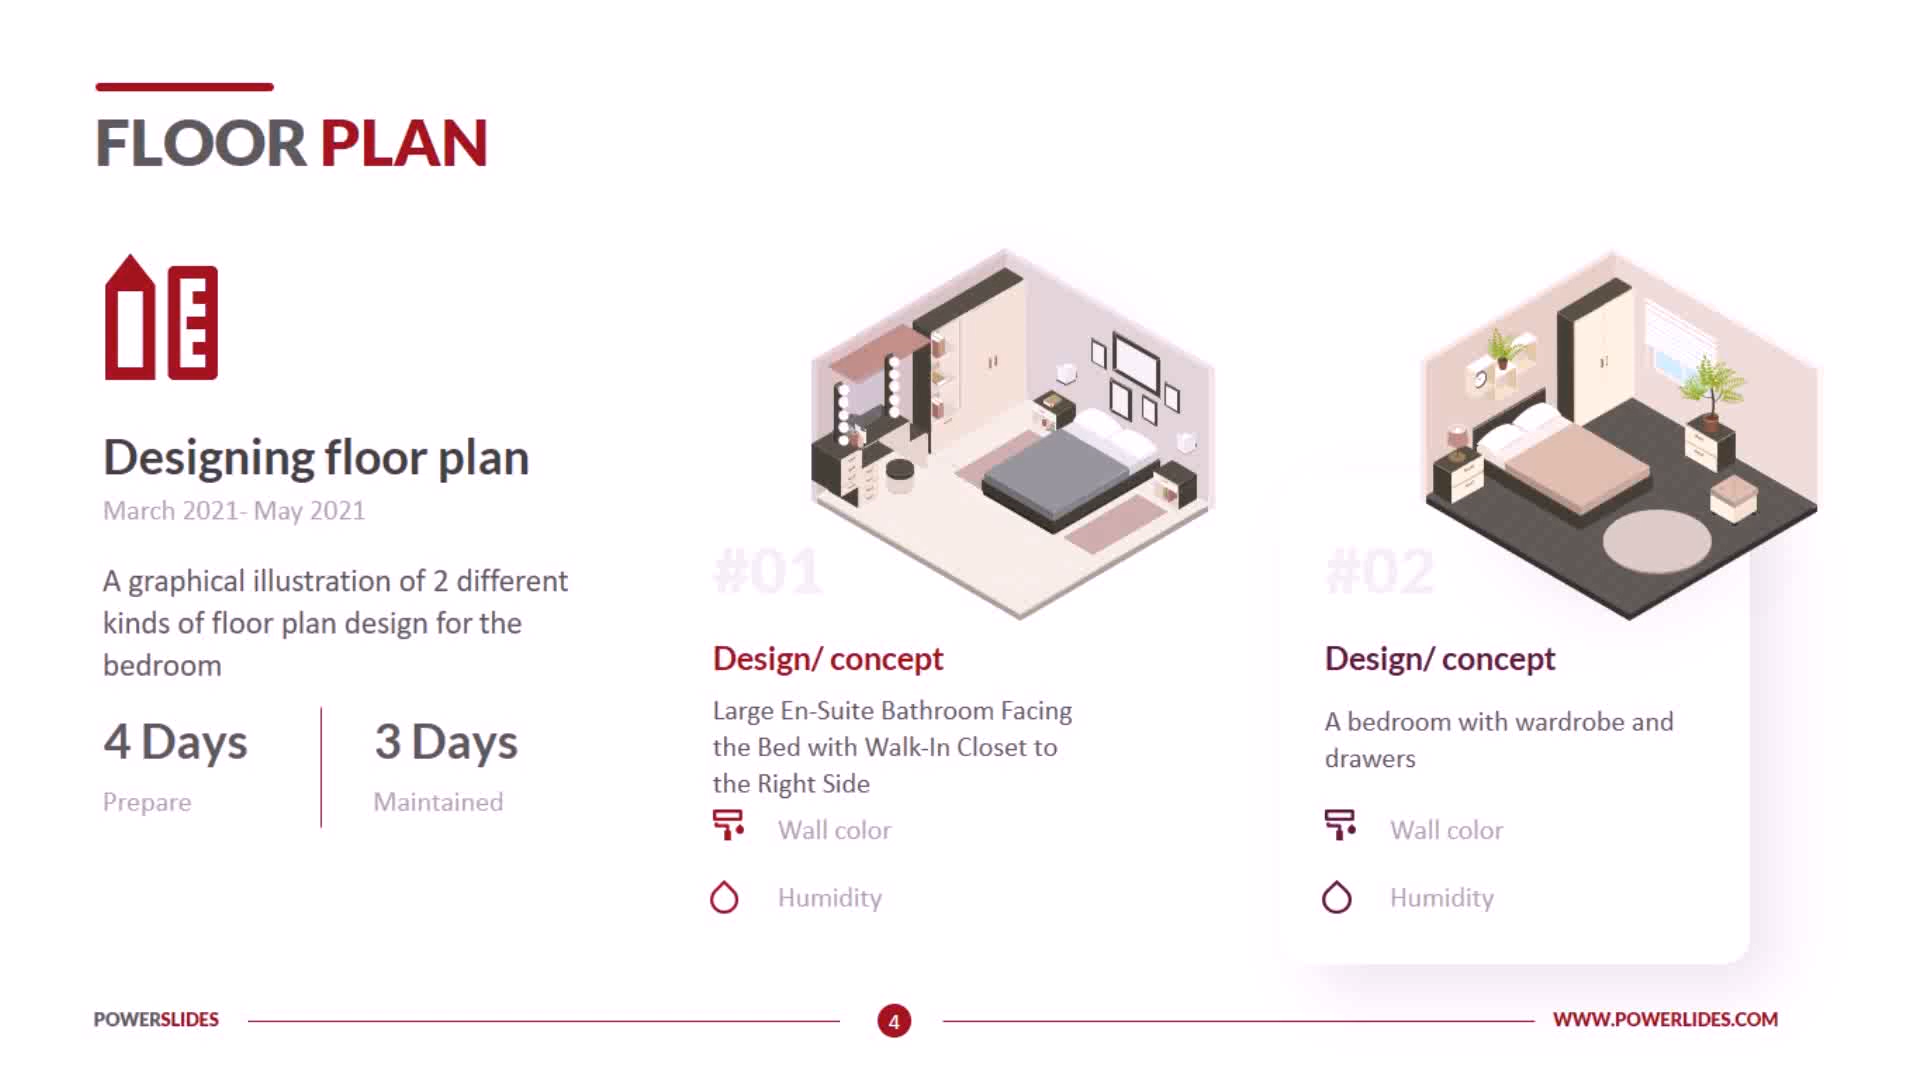 FLOOR PLAN
Designing floor plan
March 2021- May 2021
A graphical illustration of 2 different
kinds of floor plan design for the
bedroom
4 Days
Prepare
3 Days
Maintained
#01
Design/ concept
Large En-Suite Bathroom Facing
the Bed with Walk-In Closet to
the Right Side
Wall color
Humidity
#02
Design/ concept
A bedroom with wardrobe and
drawers
Wall color
Humidity
POWERSLIDES
4
WWW.POWERLIDES.COM